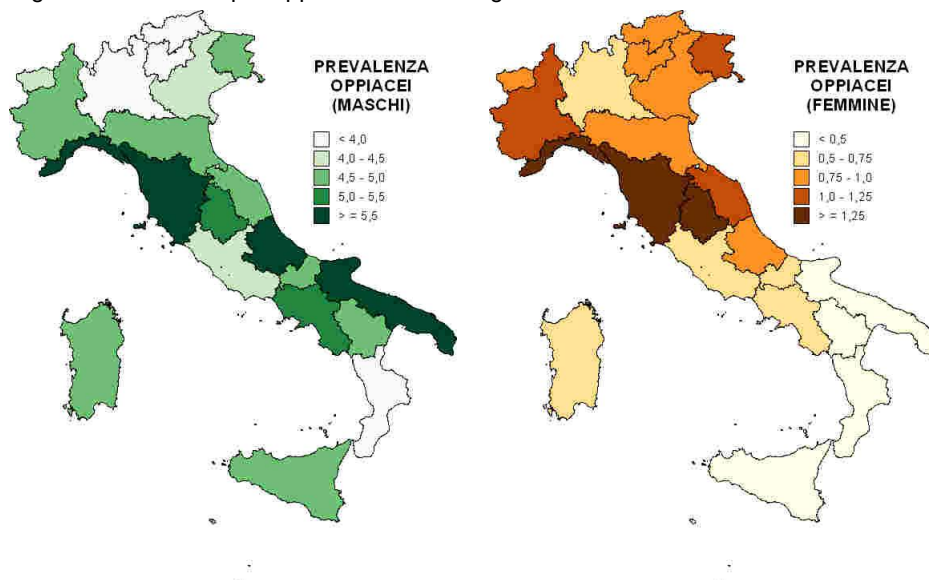 PREVALENZA
OPPIACEI
(MASCHI)
< 4,0
4,0 - 4,5
4,5 - 5,0
5,0 - 5,5
> = 5,5
PREVALENZA
OPPIACEI
(FEMMINE)
< 0,5
0,5 - 0,75
0,75 - 1,0
1,0 - 1,25
> = 1,25